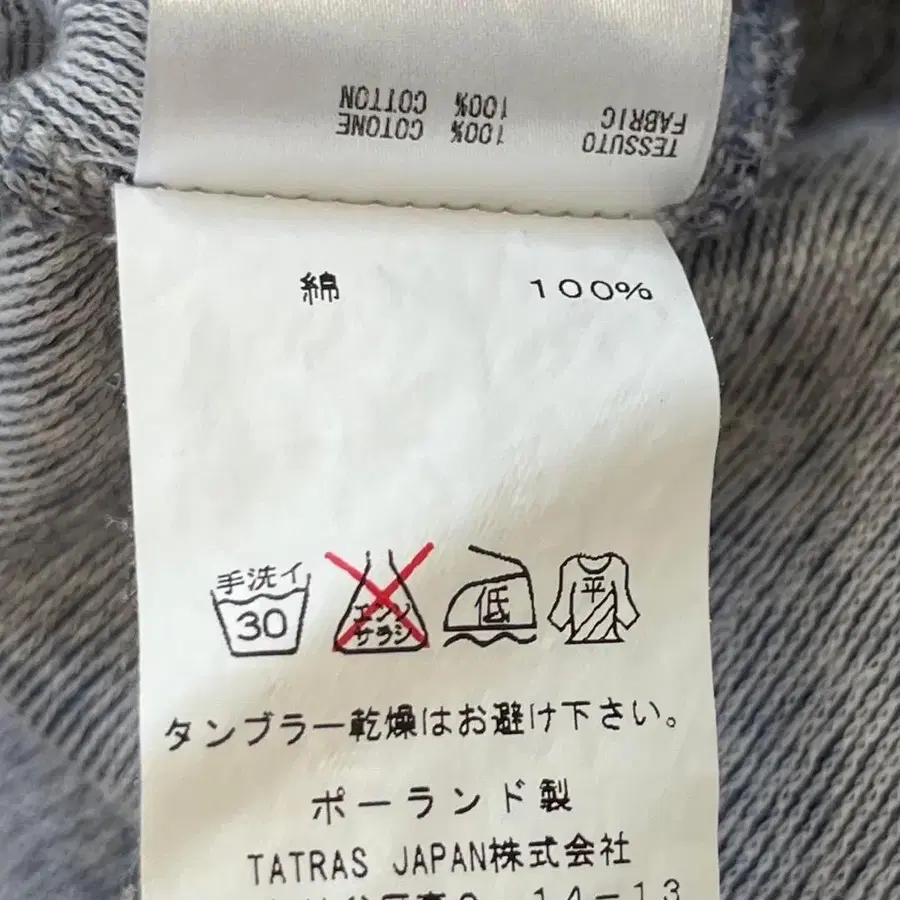 TESSUTO 100% COTONE
FABRIC 100% COTTON
綿 100%
手洗イ
30
エンソ
サラシ
低
平
タンブラー乾燥はお避け下さい。
ポーランド製
TATRAS JAPAN株式会社
14-13